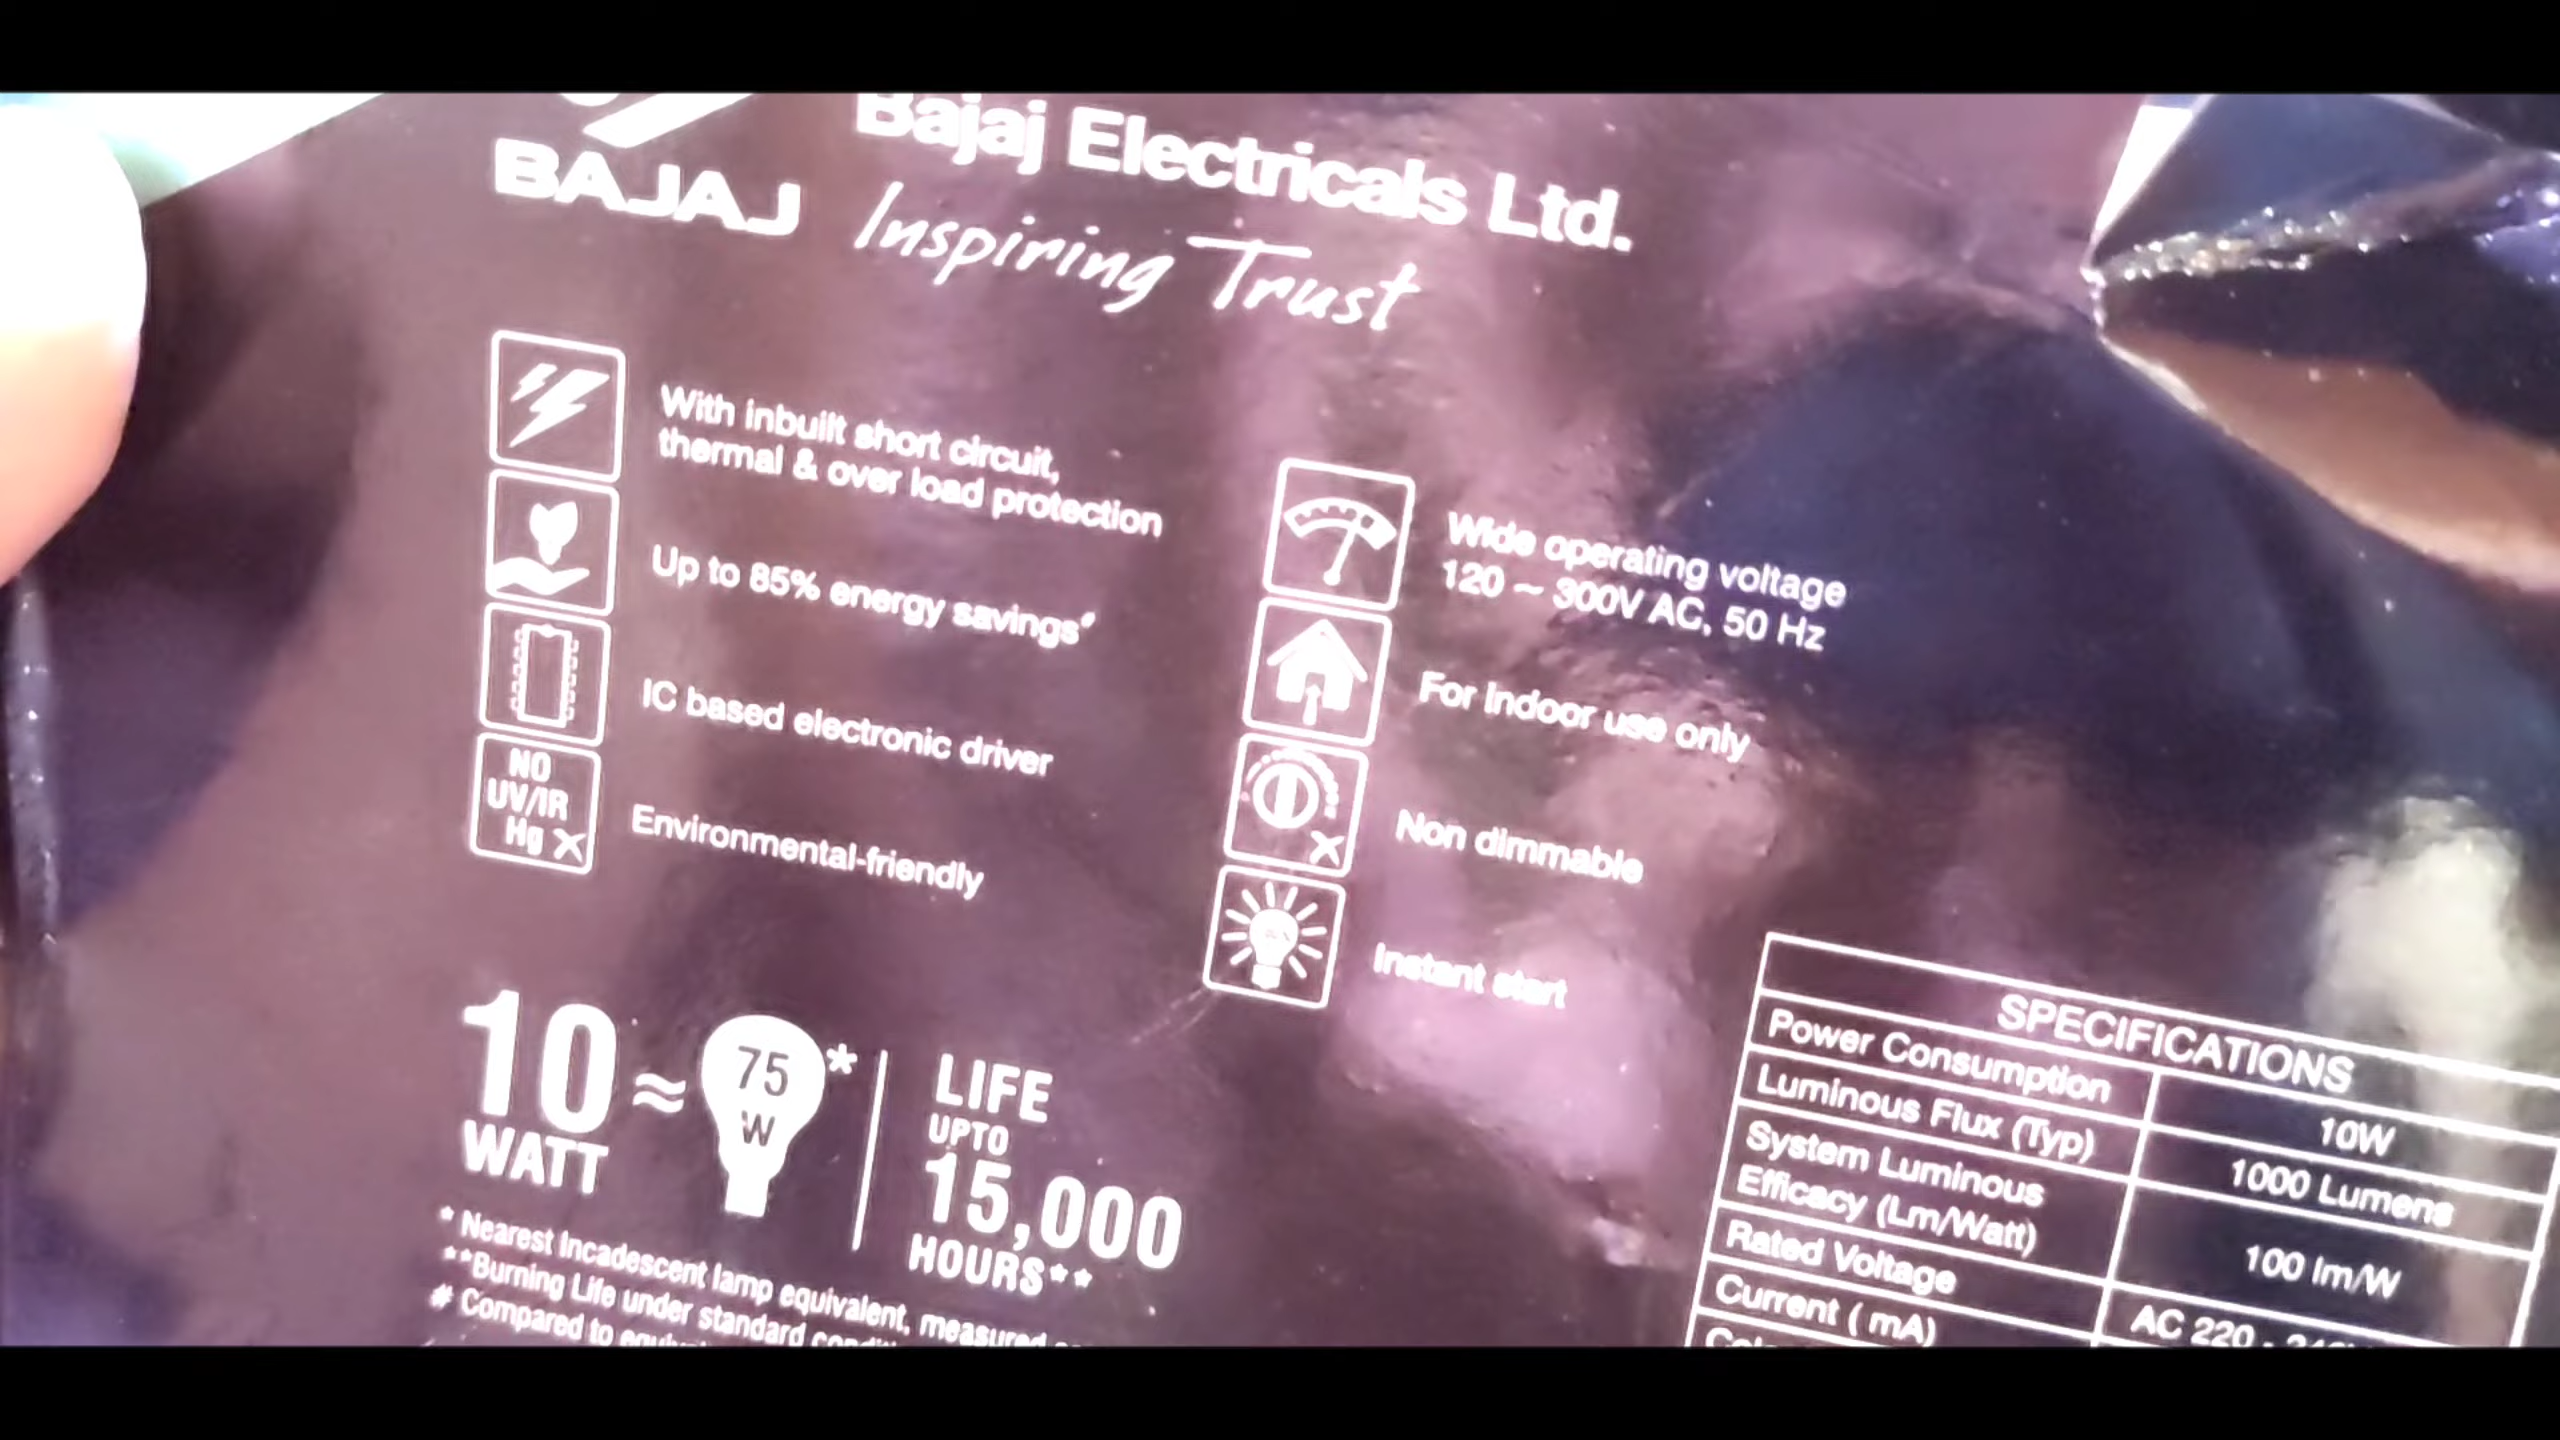 BAJAJ
Bajaj Electricals Ltd.
Inspiring Trust
With inbuilt short circuit,
thermal & over load protection
Up to 85% energy savings#
IC based electronic driver
NO
UV/IR
Hg X
Environmental-friendly
Wide operating voltage
120 ~ 300V AC, 50 Hz
For Indoor use only
Non dimmable
Instant start
10
WATT
≈
75
W
*
LIFE
UPTO
15,000
HOURS**
* Nearest Incadescent lamp equivalent, measured
**Burning Life under standard
# Compared to
SPECIFICATIONS
Power Consumption 10W
Luminous Flux (Typ) 1000 Lumens
System Luminous
Efficacy (Lm/Watt) 100 lm/W
Rated Voltage AC 220 -
Current ( mA)